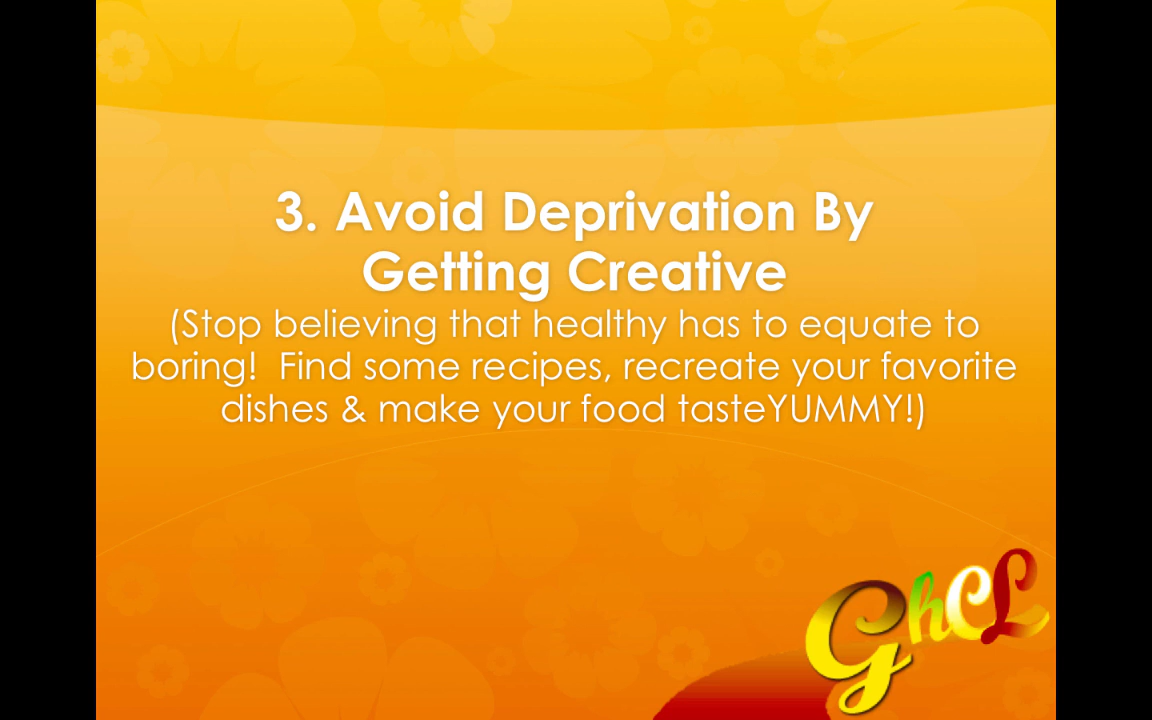 3. Avoid Deprivation By
Getting Creative
(Stop believing that healthy has to equate to
boring!  Find some recipes, recreate your favorite
dishes & make your food tasteYUMMY!)
GhCL